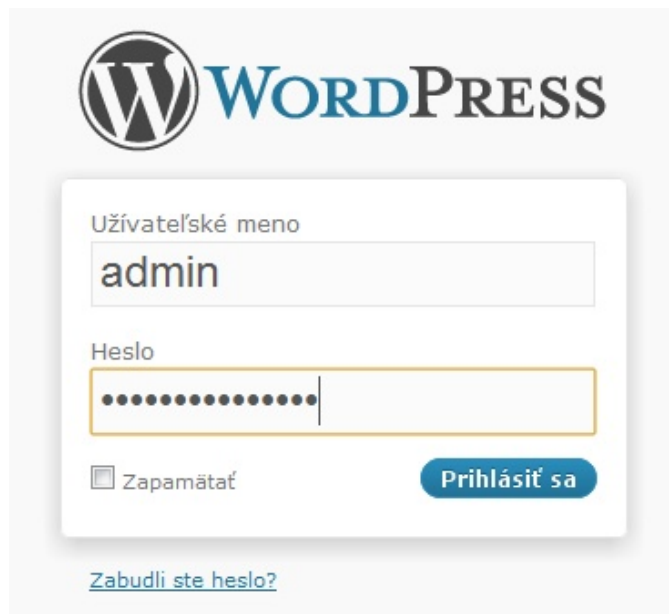 WORDPRESS
Užívateľské meno
admin
Heslo
•••••••••••••••
Zapamätať
Prihlásiť sa
Zabudli ste heslo?